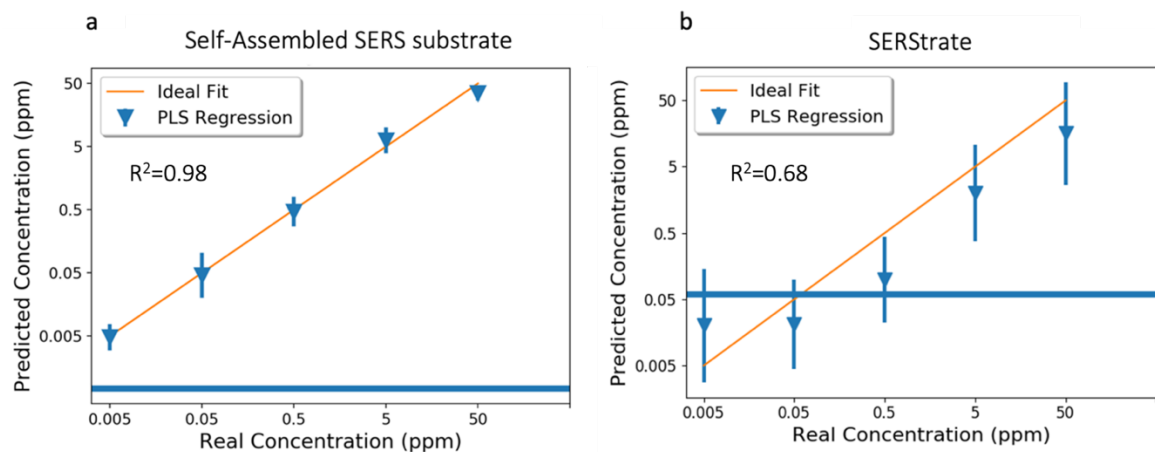 a
Self-Assembled SERS substrate
Ideal Fit
PLS Regression
R²=0.98
50
5
0.5
0.05
0.005
Predicted Concentration (ppm)
0.005 0.05 0.5 5 50
Real Concentration (ppm)
b
SERStrate
Ideal Fit
PLS Regression
R²=0.68
50
5
0.5
0.05
0.005
Predicted Concentration (ppm)
0.005 0.05 0.5 5 50
Real Concentration (ppm)